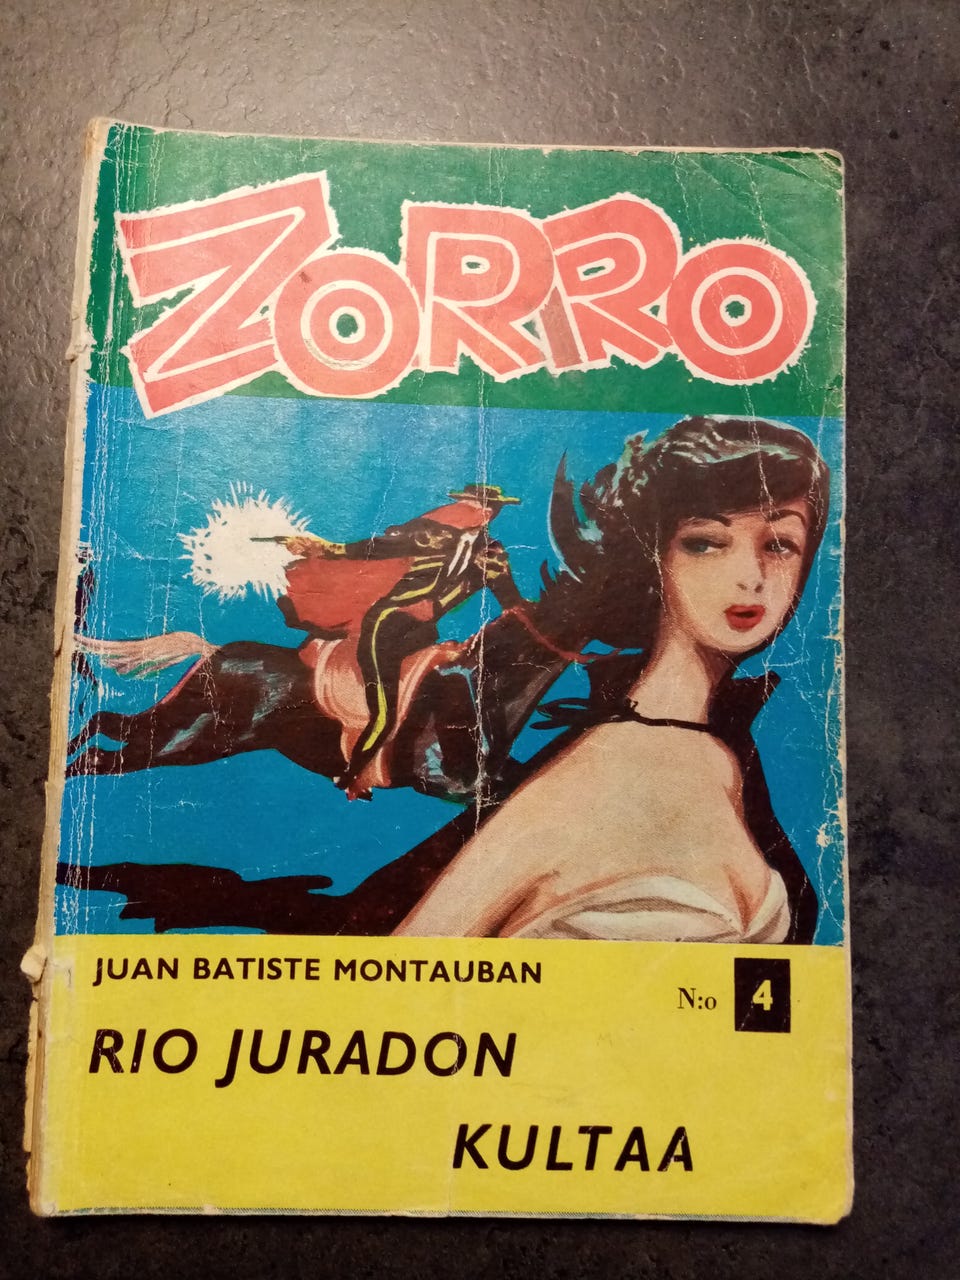 ZORRO
JUAN BATISTE MONTAUBAN
N:o 4
RIO JURADON
KULTAA